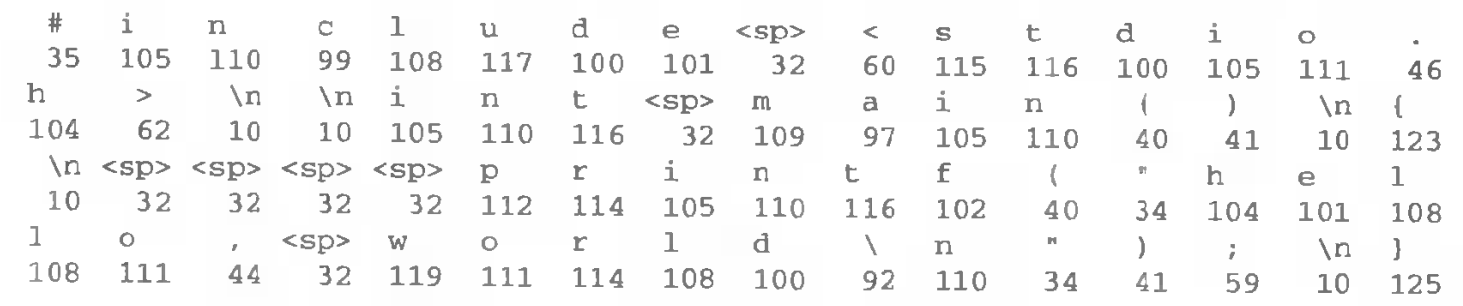 # i n c l u d e <sp> < s t d i o .
35 105 110 99 108 117 100 101 32 60 115 116 100 105 111 46
h > \n \n i n t <sp> m a i n ( ) \n {
104 62 10 10 105 110 116 32 109 97 105 110 40 41 10 123
\n <sp> <sp> <sp> <sp> p r i n t f ( " h e l
10 32 32 32 32 112 114 105 110 116 102 40 34 104 101 108
l o , <sp> w o r l d \ n " ) ; \n }
108 111 44 32 119 111 114 108 100 92 110 34 41 59 10 125